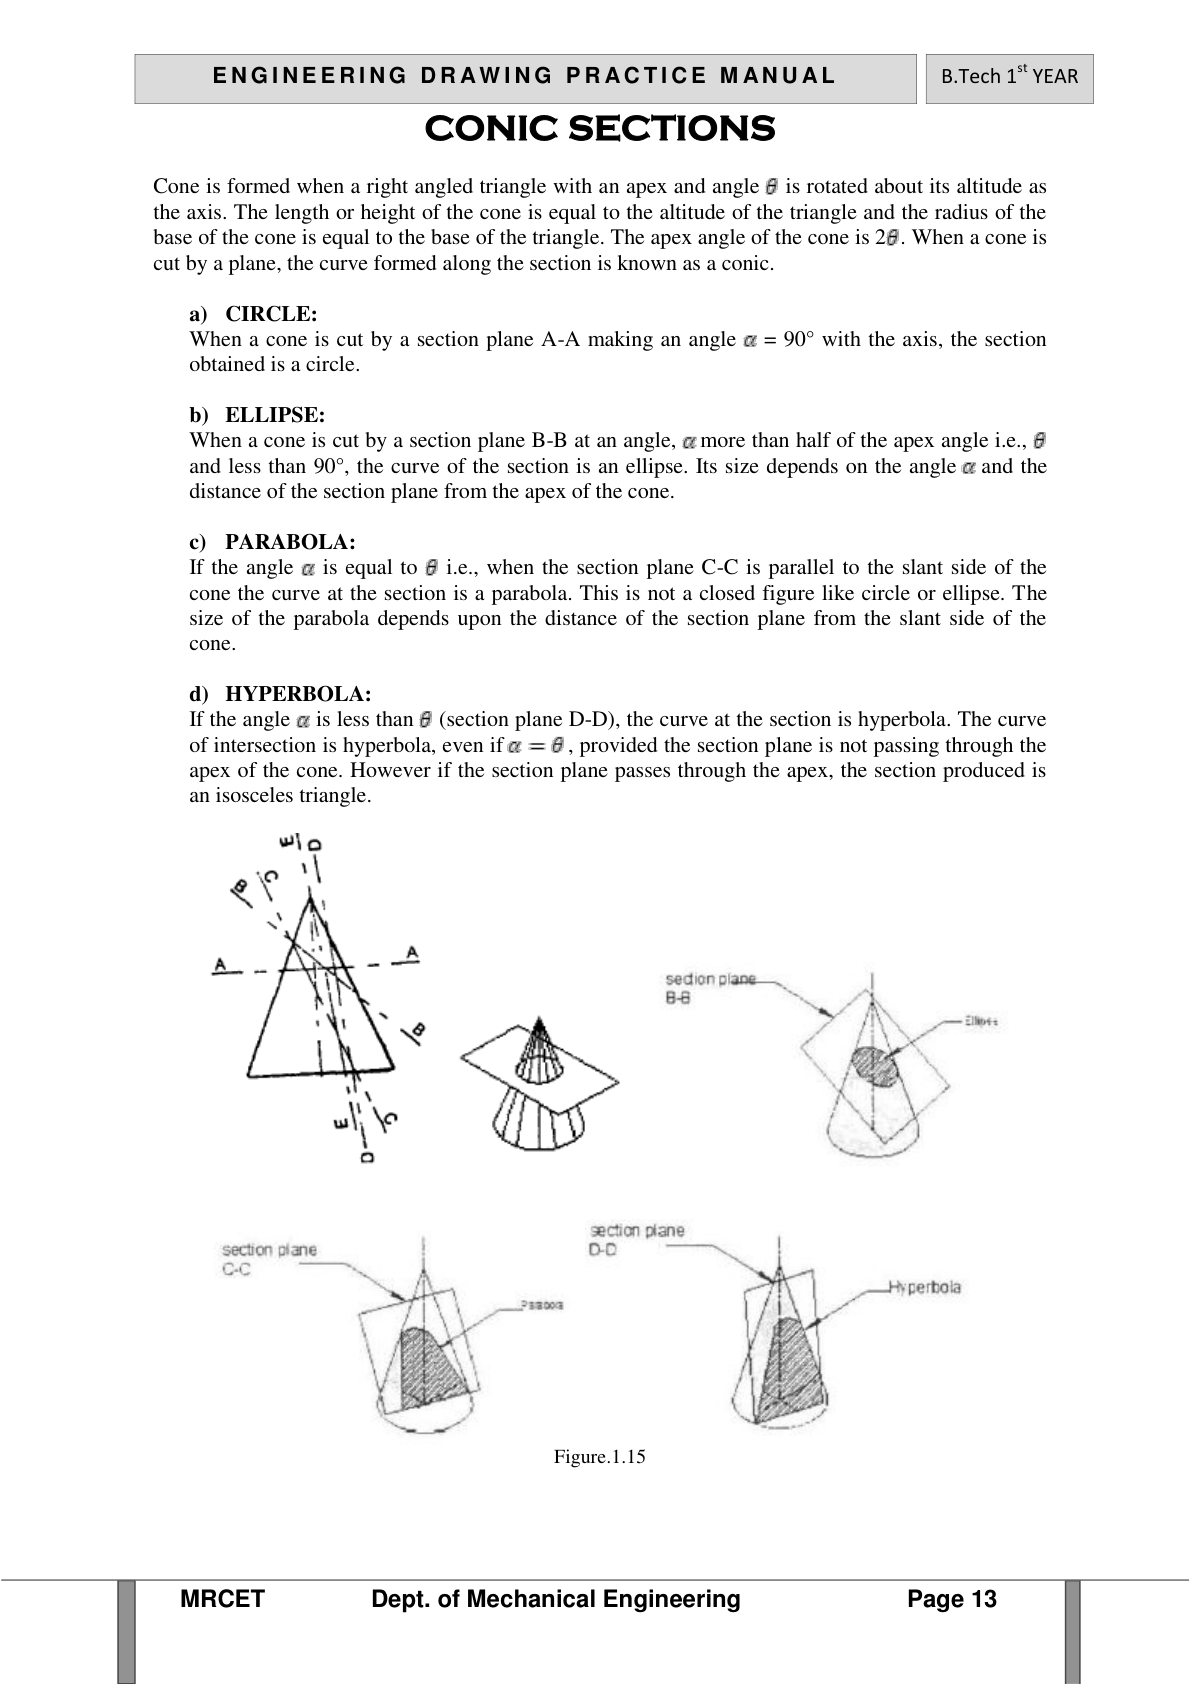 ENGINEERING DRAWING PRACTICE MANUAL
B.Tech 1st YEAR
CONIC SECTIONS
Cone is formed when a right angled triangle with an apex and angle θ is rotated about its altitude as
the axis. The length or height of the cone is equal to the altitude of the triangle and the radius of the
base of the cone is equal to the base of the triangle. The apex angle of the cone is 2θ. When a cone is
cut by a plane, the curve formed along the section is known as a conic.
a) CIRCLE:
When a cone is cut by a section plane A-A making an angle α = 90° with the axis, the section
obtained is a circle.
b) ELLIPSE:
When a cone is cut by a section plane B-B at an angle, α more than half of the apex angle i.e., θ
and less than 90°, the curve of the section is an ellipse. Its size depends on the angle α and the
distance of the section plane from the apex of the cone.
c) PARABOLA:
If the angle α is equal to θ i.e., when the section plane C-C is parallel to the slant side of the
cone the curve at the section is a parabola. This is not a closed figure like circle or ellipse. The
size of the parabola depends upon the distance of the section plane from the slant side of the
cone.
d) HYPERBOLA:
If the angle α is less than θ (section plane D-D), the curve at the section is hyperbola. The curve
of intersection is hyperbola, even if α = θ, provided the section plane is not passing through the
apex of the cone. However if the section plane passes through the apex, the section produced is
an isosceles triangle.
E D
B C
A A
B
E C
D
section plane
B-B
Ellipse
section plane
C-C
Parabola
section plane
D-D
Hyperbola
Figure.1.15
MRCET Dept. of Mechanical Engineering Page 13